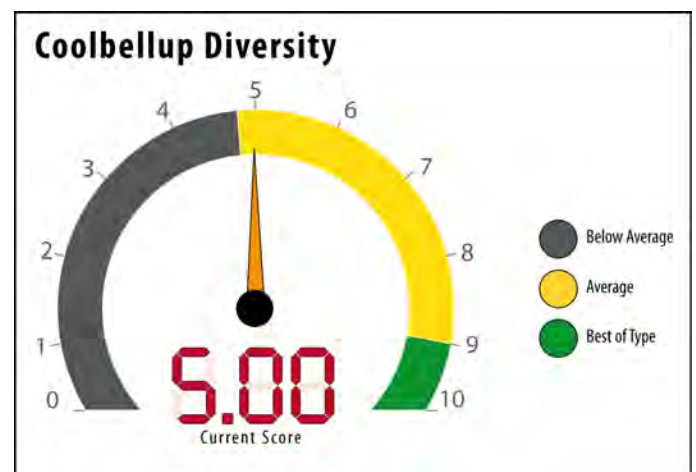 Coolbellup Diversity
0
1
2
3
4
5
6
7
8
9
10
Below Average
Average
Best of Type
5.00
Current Score